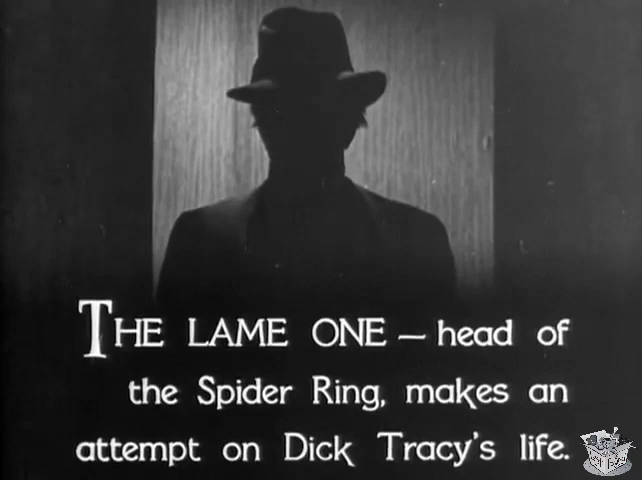 THE LAME ONE — head of
the Spider Ring, makes an
attempt on Dick Tracy's life.